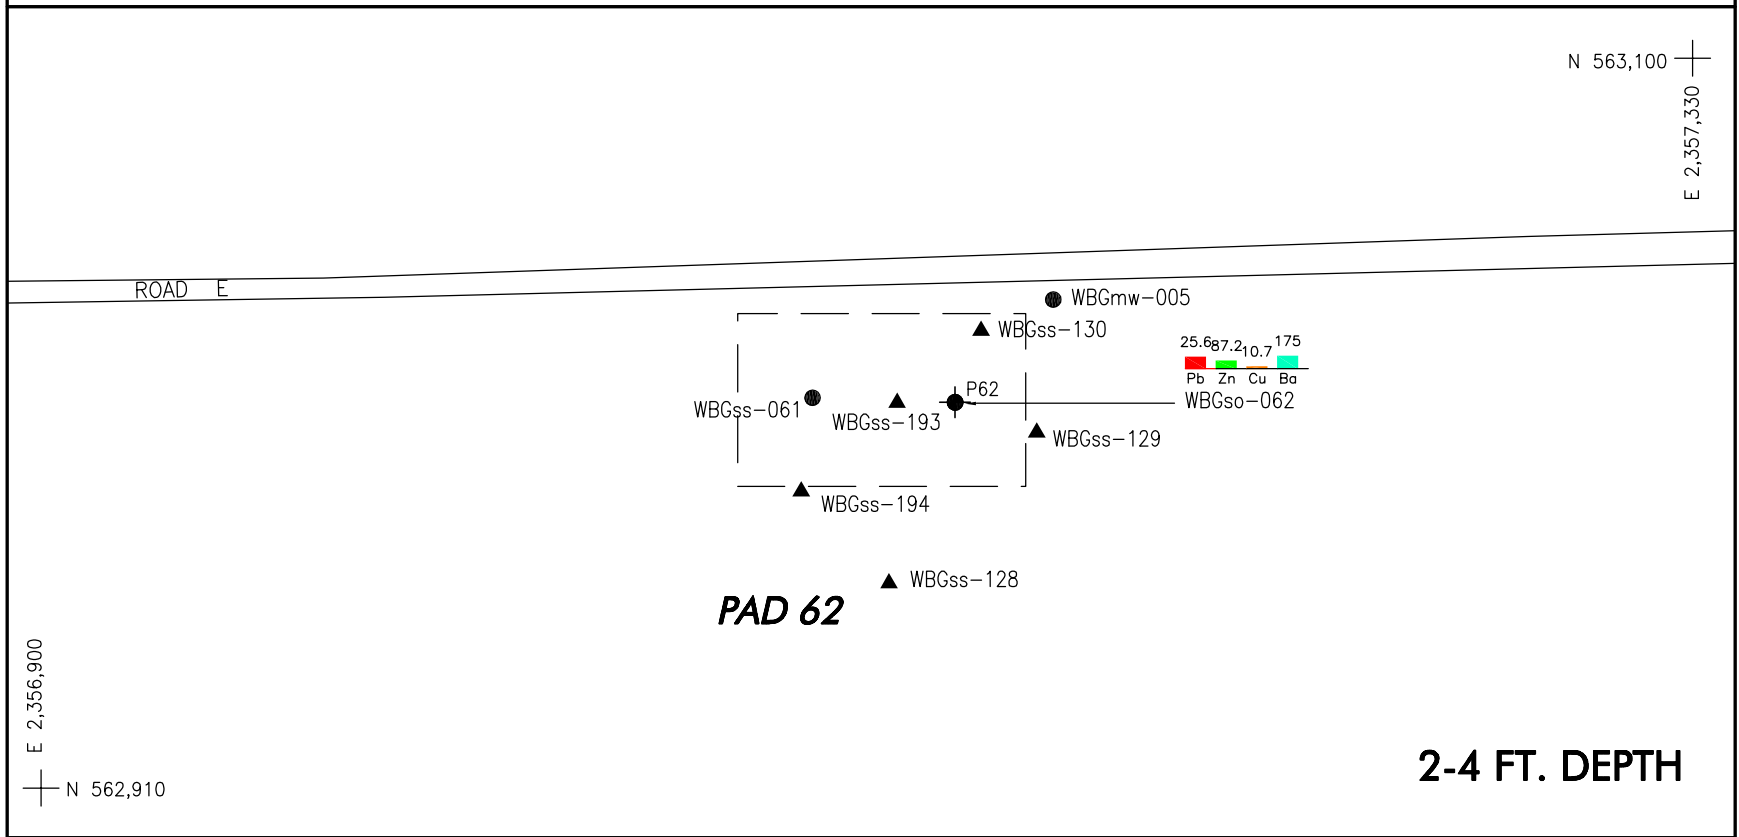 N 563,100
E 2,357,330
ROAD E
WBGmw-005
WBGss-130
25.6 87.2 10.7 175
Pb Zn Cu Ba
P62
WBGso-062
WBGss-061
WBGss-193
WBGss-129
WBGss-194
WBGss-128
PAD 62
E 2,356,900
N 562,910
2-4 FT. DEPTH